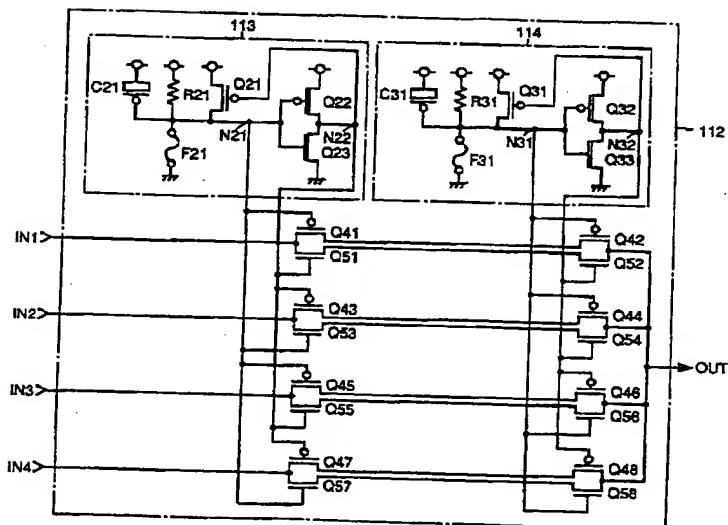 113
114
C21
R21
Q21
Q22
N21
N22
F21
Q23
C31
R31
Q31
Q32
N31
N32
F31
Q33
112
IN1
Q41
Q51
Q42
Q52
IN2
Q43
Q53
Q44
Q54
OUT
IN3
Q45
Q55
Q46
Q56
IN4
Q47
Q57
Q48
Q58